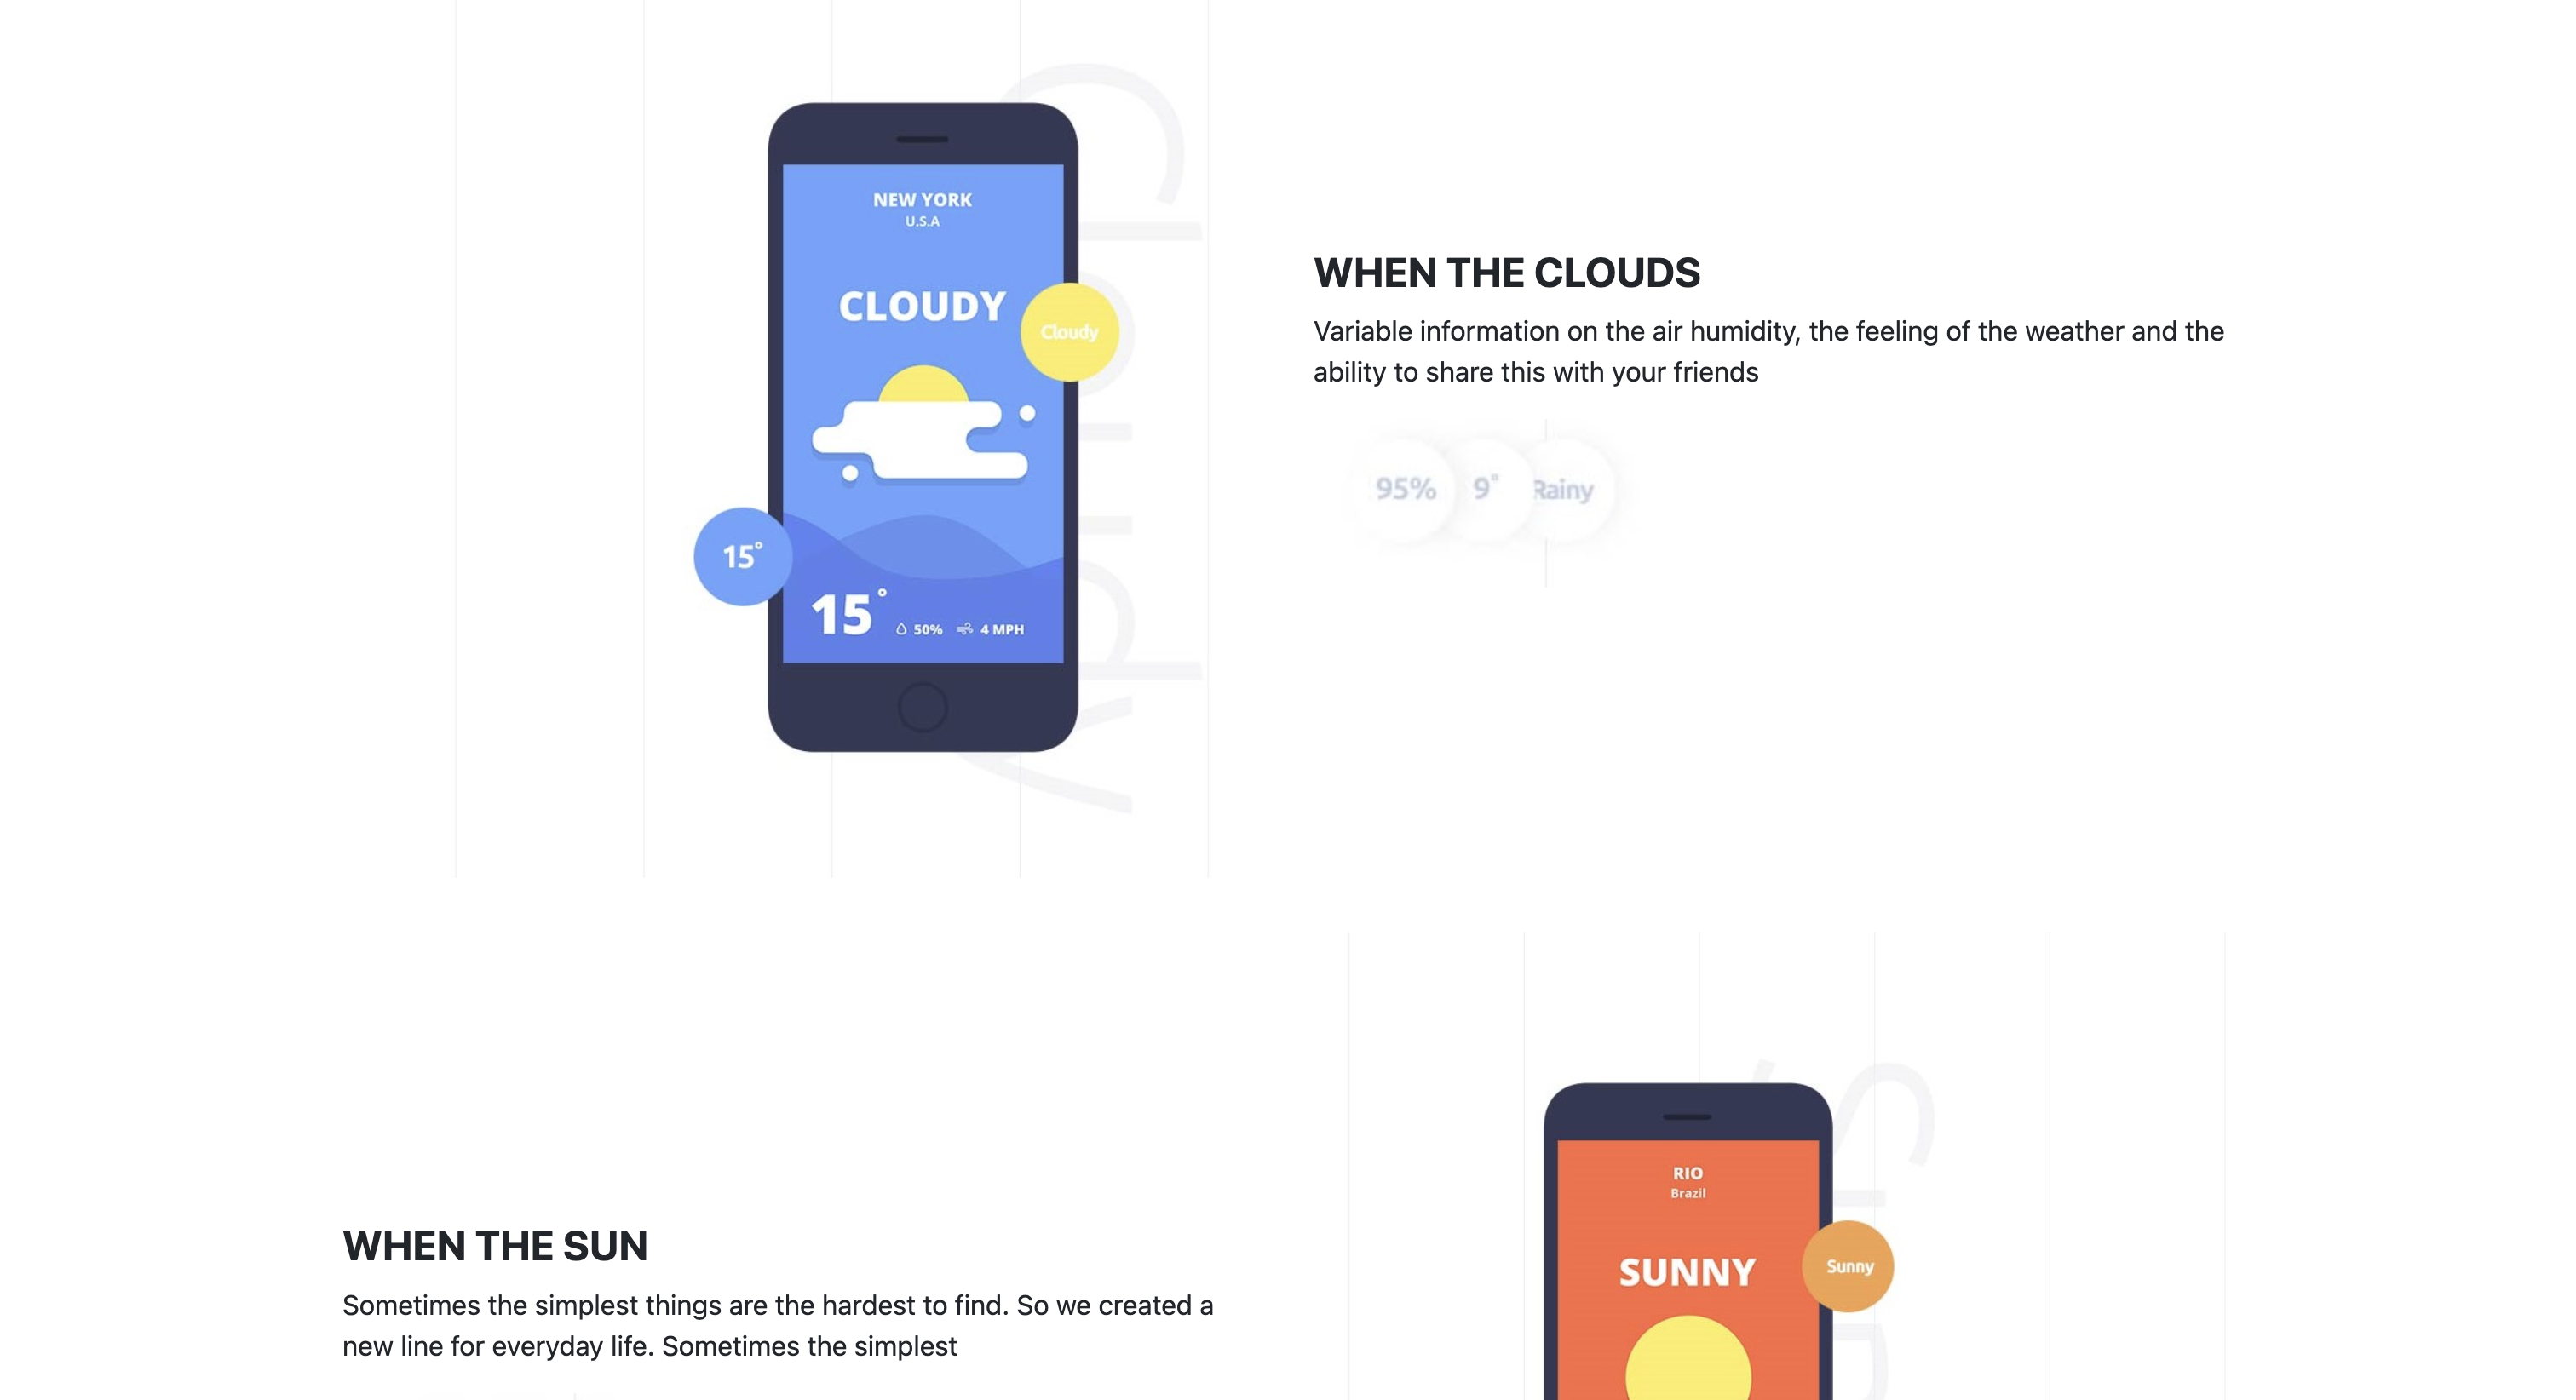 NEW YORK
U.S.A
CLOUDY
Cloudy
15°
15°
50%
4 MPH
Cloudy
WHEN THE CLOUDS
Variable information on the air humidity, the feeling of the weather and the
ability to share this with your friends
95%
9°
Rainy
WHEN THE SUN
Sometimes the simplest things are the hardest to find. So we created a
new line for everyday life. Sometimes the simplest
RIO
Brazil
SUNNY
Sunny